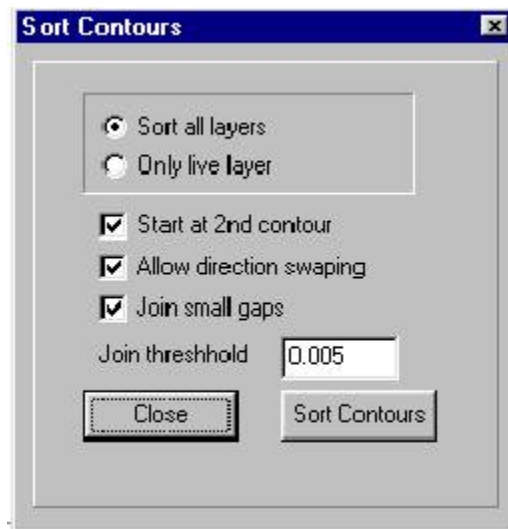 Sort Contours
Sort all layers
Only live layer
Start at 2nd contour
Allow direction swaping
Join small gaps
Join threshhold 0.005
Close Sort Contours